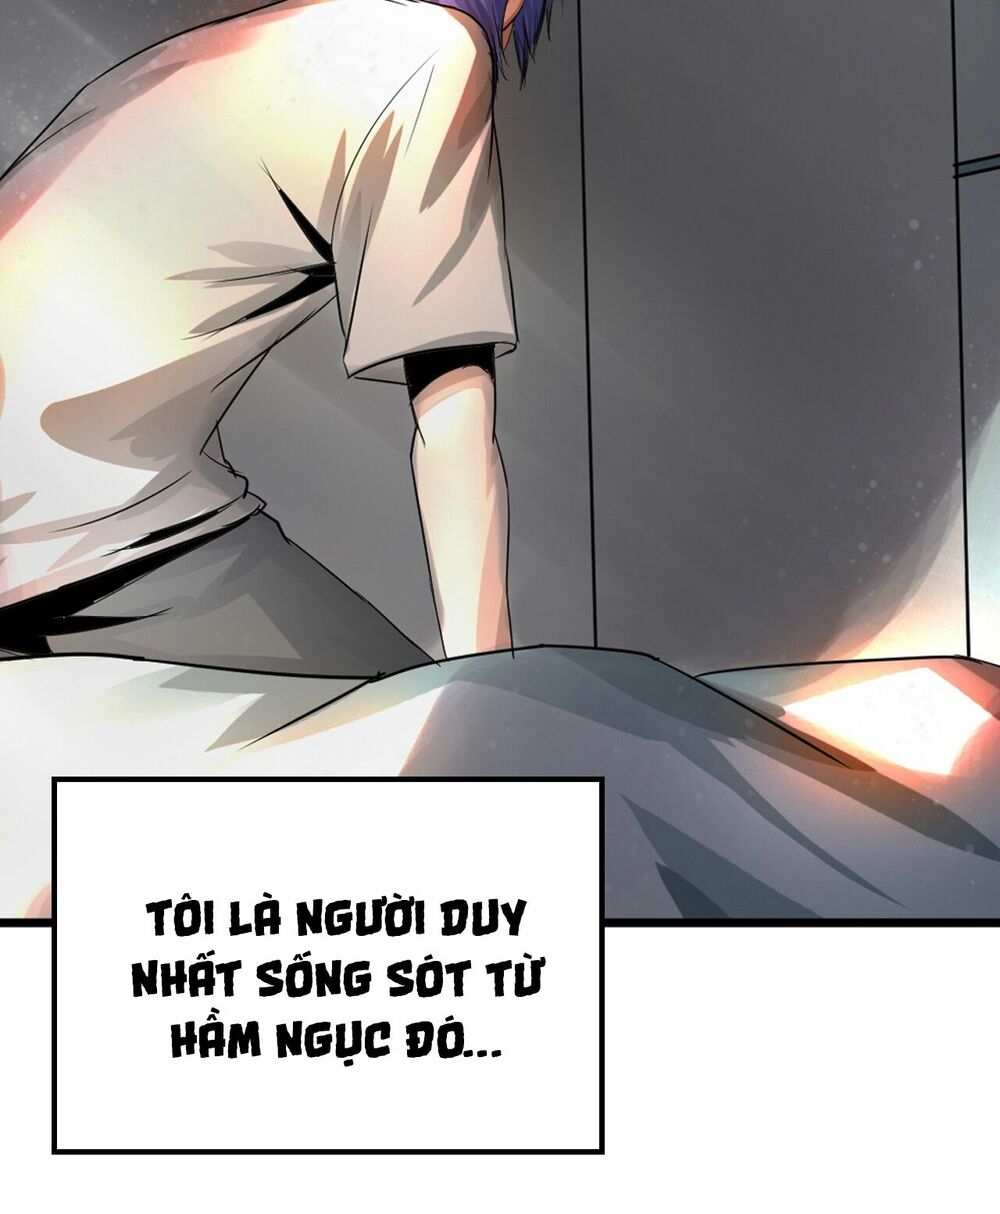 TÔI LÀ NGƯỜI DUY
NHẤT SỐNG SÓT TỪ
HẦM NGỤC ĐÓ...